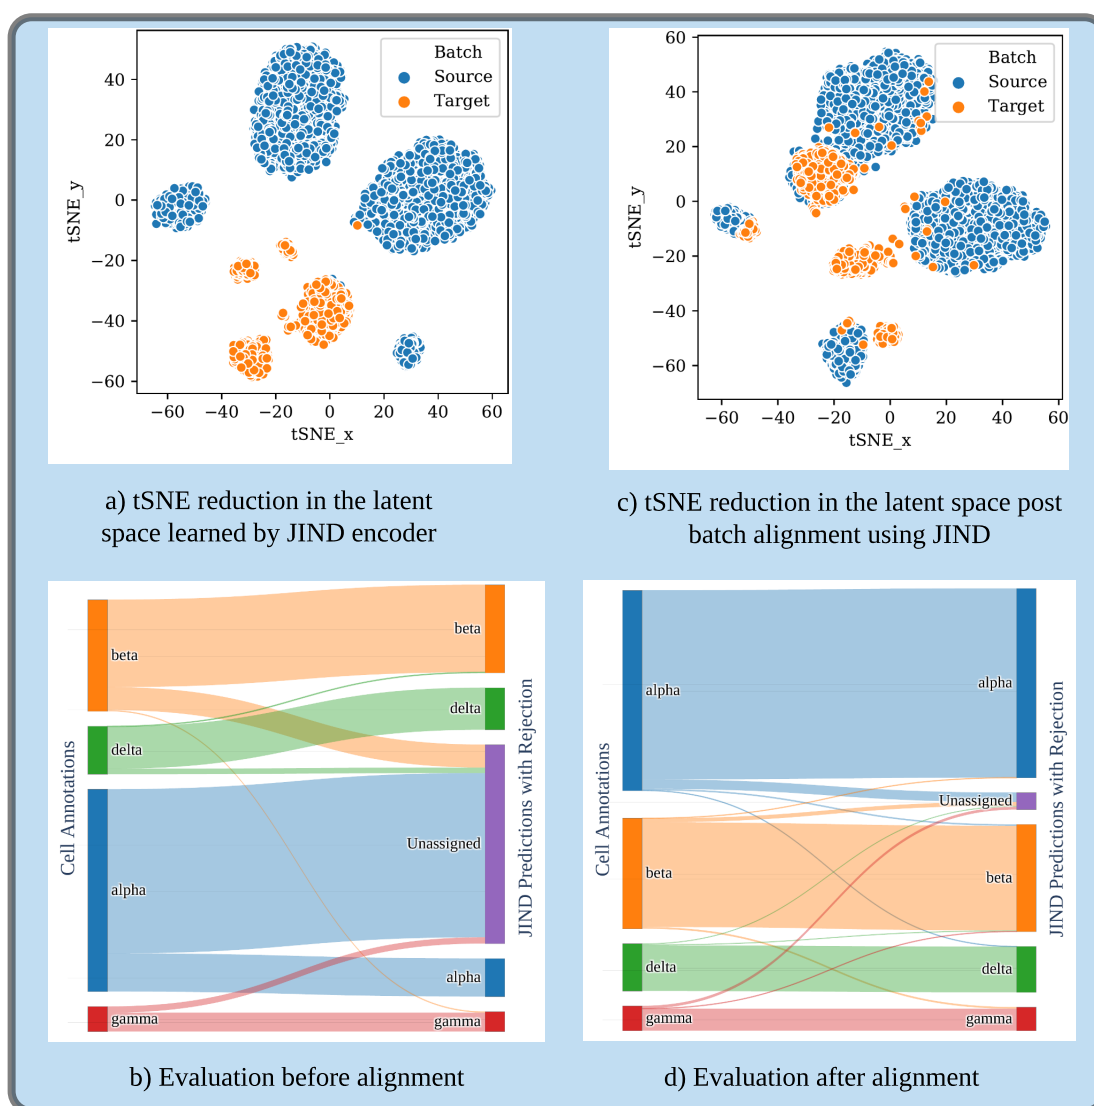 Batch
Source
Target
40
20
0
−20
−40
−60
tSNE_y
−60 −40 −20 0 20 40 60
tSNE_x
a) tSNE reduction in the latent
space learned by JIND encoder
Batch
Source
Target
60
40
20
0
−20
−40
−60
tSNE_y
−60 −40 −20 0 20 40 60
tSNE_x
c) tSNE reduction in the latent space post
batch alignment using JIND
Cell Annotations
beta
delta
alpha
gamma
beta
delta
Unassigned
alpha
gamma
JIND Predictions with Rejection
b) Evaluation before alignment
Cell Annotations
alpha
beta
delta
gamma
alpha
Unassigned
beta
delta
gamma
JIND Predictions with Rejection
d) Evaluation after alignment